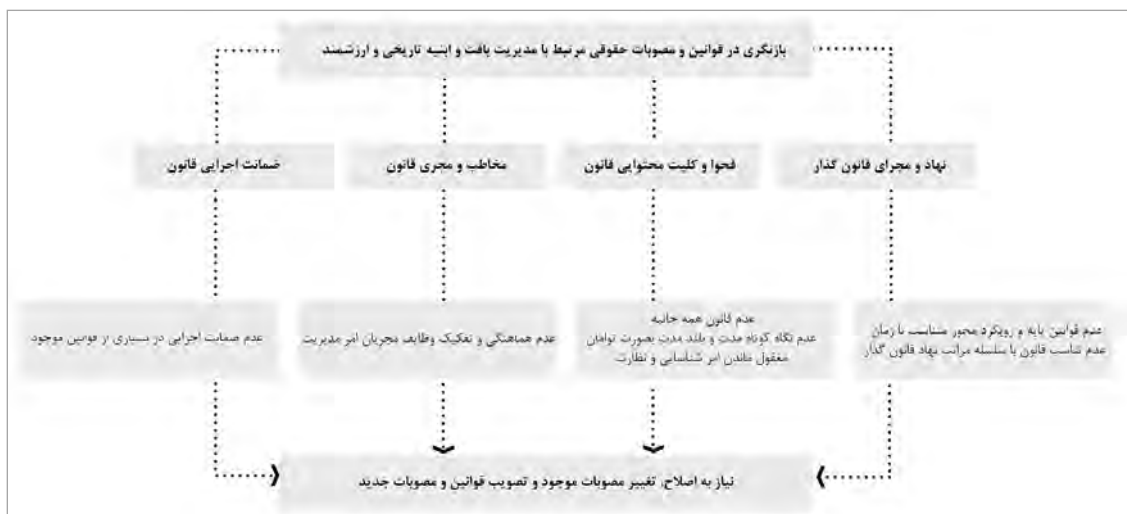 بازنگری در قوانین و مصوبات حقوقی مرتبط با مدیریت بافت و ابنیه تاریخی و ارزشمند
نهاد و مجرای قانون گذار
فحوا و کلیت محتوایی قانون
مخاطب و مجری قانون
ضمانت اجرایی قانون
عدم قوانین پایه و رویکرد محور متناسب با زمان
عدم تناسب قانون با سلسله مراتب نهاد قانون گذار
عدم قانون همه جانبه
عدم نگاه کوتاه مدت و بلند مدت بصورت توامان
مغفول ماندن امر شناسایی و نظارت
عدم هماهنگی و تفکیک وظایف مجریان امر مدیریت
عدم ضمانت اجرایی در بسیاری از قوانین موجود
نیاز به اصلاح، تغییر مصوبات موجود و تصویب قوانین و مصوبات جدید